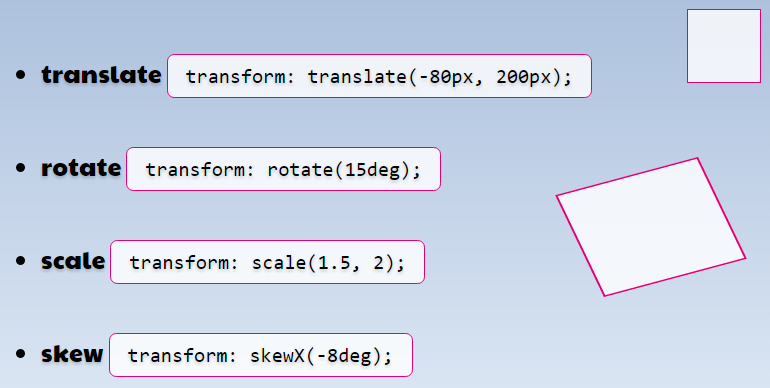 • translate transform: translate(-80px, 200px);
• rotate transform: rotate(15deg);
• scale transform: scale(1.5, 2);
• skew transform: skewX(-8deg);